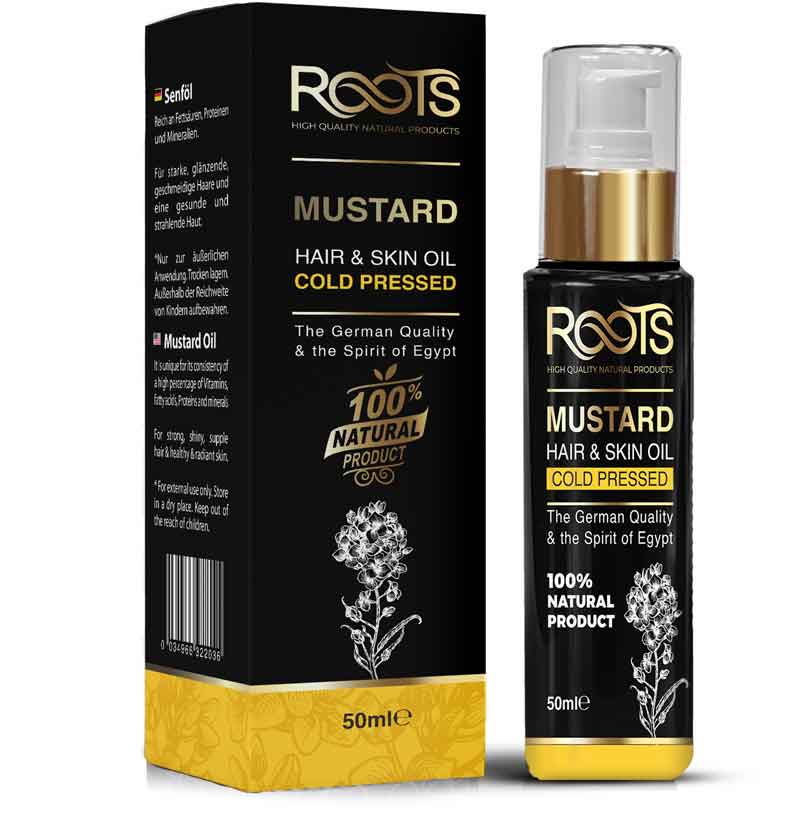 Senföl
Reich an Fettsäuren, Proteinen
und Mineralien.
Für starke, glänzende,
geschmeidige Haare und
eine gesunde und
strahlende Haut.
*Nur zur äußerlichen
Anwendung. Trocken lagern.
Außerhalb der Reichweite
von Kindern aufbewahren.
Mustard Oil
It is unique for its consistency of
a high percentage of Vitamins,
fatty acids, Proteins and minerals
For strong, shiny, supple
hair & healthy & radiant skin.
*For external use only. Store
in a dry place. Keep out of
the reach of children.
0 034966 322036
ROOTS
HIGH QUALITY NATURAL PRODUCTS
MUSTARD
HAIR & SKIN OIL
COLD PRESSED
The German Quality
& the Spirit of Egypt
100%
NATURAL
PRODUCT
50ml℮
ROOTS
HIGH QUALITY NATURAL PRODUCTS
MUSTARD
HAIR & SKIN OIL
COLD PRESSED
The German Quality
& the Spirit of Egypt
100%
NATURAL
PRODUCT
50ml℮